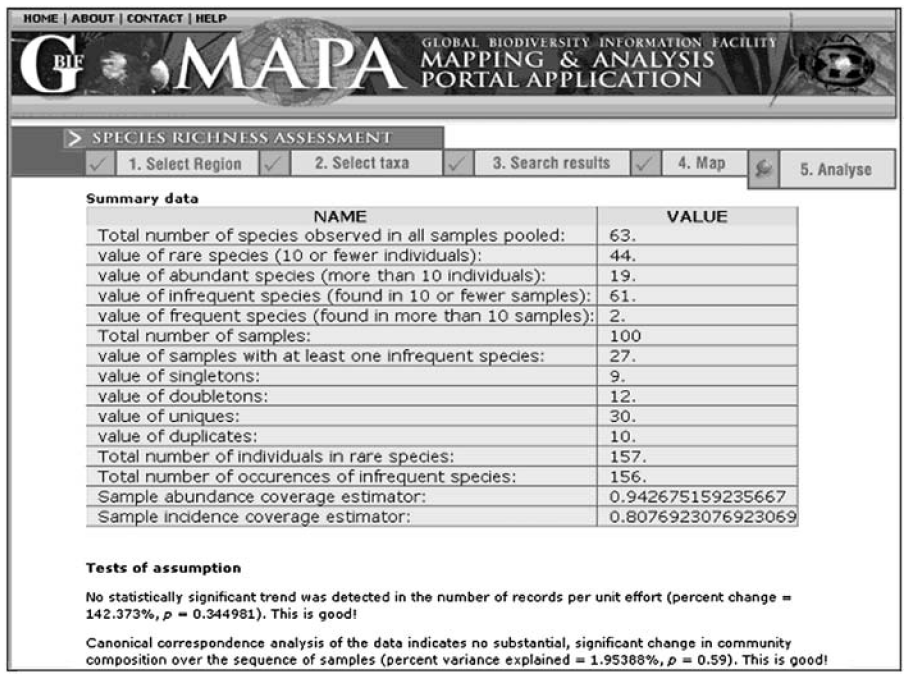 HOME | ABOUT | CONTACT | HELP
GBIF MAPA GLOBAL BIODIVERSITY INFORMATION FACILITY
MAPPING & ANALYSIS
PORTAL APPLICATION
> SPECIES RICHNESS ASSESSMENT
1. Select Region 2. Select taxa 3. Search results 4. Map 5. Analyse
Summary data
NAME VALUE
Total number of species observed in all samples pooled: 63.
value of rare species (10 or fewer individuals): 44.
value of abundant species (more than 10 individuals): 19.
value of infrequent species (found in 10 or fewer samples): 61.
value of frequent species (found in more than 10 samples): 2.
Total number of samples: 100
value of samples with at least one infrequent species: 27.
value of singletons: 9.
value of doubletons: 12.
value of uniques: 30.
value of duplicates: 10.
Total number of individuals in rare species: 157.
Total number of occurences of infrequent species: 156.
Sample abundance coverage estimator: 0.942675159235667
Sample incidence coverage estimator: 0.8076923076923069
Tests of assumption
No statistically significant trend was detected in the number of records per unit effort (percent change =
142.373%, p = 0.344981). This is good!
Canonical correspondence analysis of the data indicates no substantial, significant change in community
composition over the sequence of samples (percent variance explained = 1.95388%, p = 0.59). This is good!